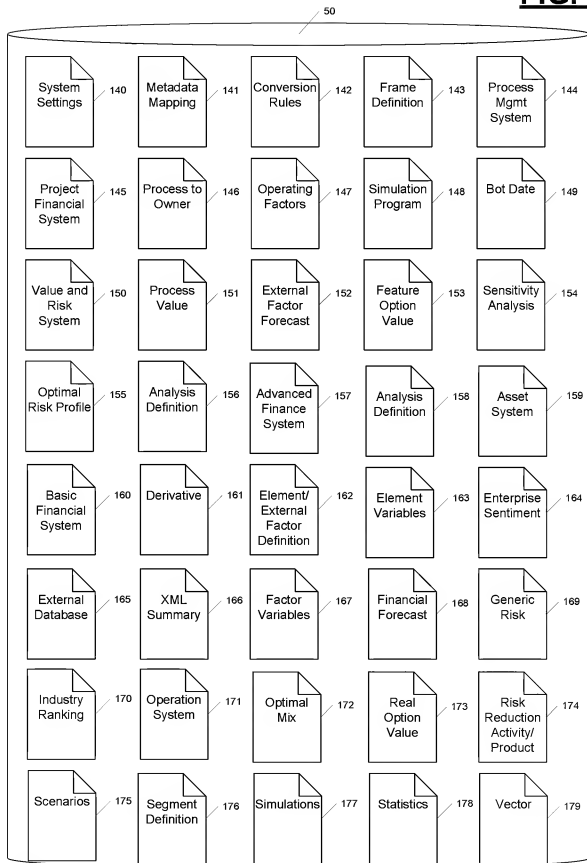 50
System
Settings
140
Metadata
Mapping
141
Conversion
Rules
142
Frame
Definition
143
Process
Mgmt
System
144
Project
Financial
System
145
Process to
Owner
146
Operating
Factors
147
Simulation
Program
148
Bot Date
149
Value and
Risk
System
150
Process
Value
151
External
Factor
Forecast
152
Feature
Option
Value
153
Sensitivity
Analysis
154
Optimal
Risk Profile
155
Analysis
Definition
156
Advanced
Finance
System
157
Analysis
Definition
158
Asset
System
159
Basic
Financial
System
160
Derivative
161
Element/
External
Factor
Definition
162
Element
Variables
163
Enterprise
Sentiment
164
External
Database
165
XML
Summary
166
Factor
Variables
167
Financial
Forecast
168
Generic
Risk
169
Industry
Ranking
170
Operation
System
171
Optimal
Mix
172
Real
Option
Value
173
Risk
Reduction
Activity/
Product
174
Scenarios
175
Segment
Definition
176
Simulations
177
Statistics
178
Vector
179